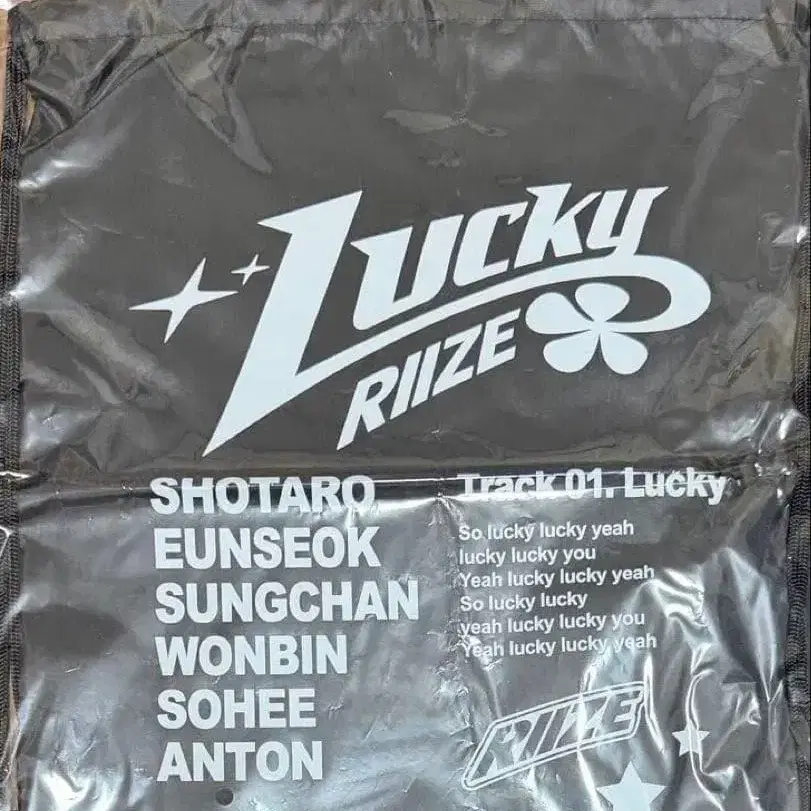 Lucky
RIIZE
SHOTARO
EUNSEOK
SUNGCHAN
WONBIN
SOHEE
ANTON
Track 01. Lucky
So lucky lucky yeah
lucky lucky you
Yeah lucky lucky yeah
So lucky lucky
yeah lucky lucky you
Yeah lucky lucky yeah
RIIZE